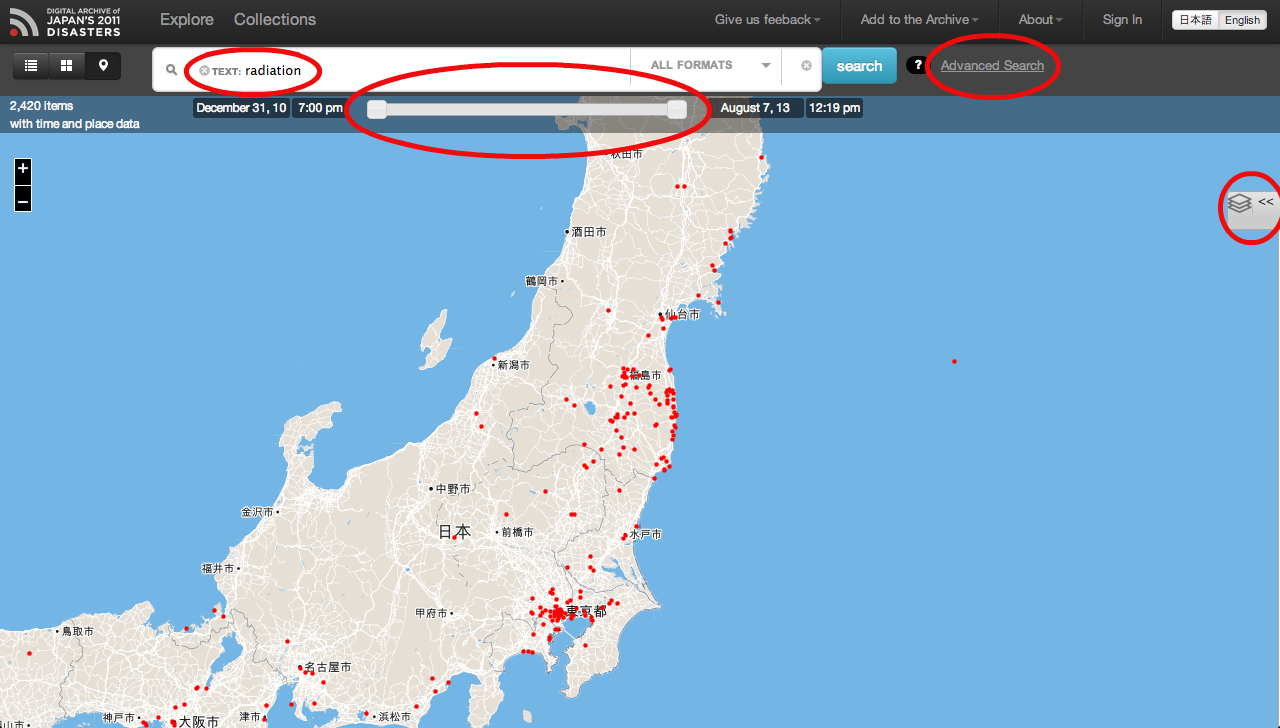 DIGITAL ARCHIVE of
JAPAN'S 2011
DISASTERS
Explore
Collections
Give us feeback
Add to the Archive
About
Sign In
日本語
English
TEXT: radiation
ALL FORMATS
search
?
Advanced Search
2,420 items
with time and place data
December 31, 10
7:00 pm
August 7, 13
12:19 pm
+
−
<<
秋田市
酒田市
鶴岡市
仙台市
新潟市
福島市
中野市
金沢市
日本
前橋市
水戸市
福井市
甲府市
東京都
鳥取市
名古屋市
神戸市
大阪市
津市
浜松市